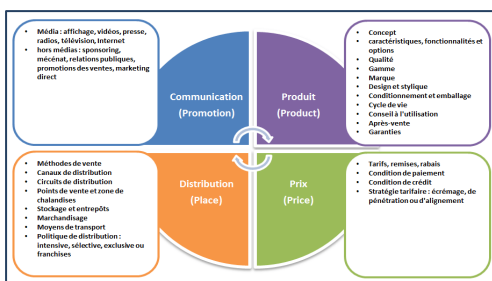 • Média : affichage, vidéos, presse,
radios, télévision, Internet
• hors médias : sponsoring,
mécénat, relations publiques,
promotions des ventes, marketing
direct
Communication
(Promotion)
Produit
(Product)
• Concept
• caractéristiques, fonctionnalités et
options
• Qualité
• Gamme
• Marque
• Design et stylique
• Conditionnement et emballage
• Cycle de vie
• Conseil à l'utilisation
• Après-vente
• Garanties
• Méthodes de vente
• Canaux de distribution
• Circuits de distribution
• Points de vente et zone de
chalandises
• Stockage et entrepôts
• Marchandisage
• Moyens de transport
• Politique de distribution :
intensive, sélective, exclusive ou
franchises
Distribution
(Place)
Prix
(Price)
• Tarifs, remises, rabais
• Condition de paiement
• Condition de crédit
• Stratégie tarifaire : écrémage, de
pénétration ou d'alignement